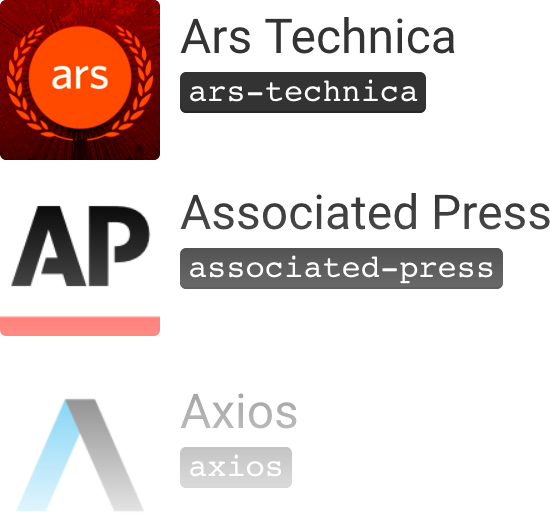 ars
Ars Technica
ars-technica
AP
Associated Press
associated-press
Axios
axios